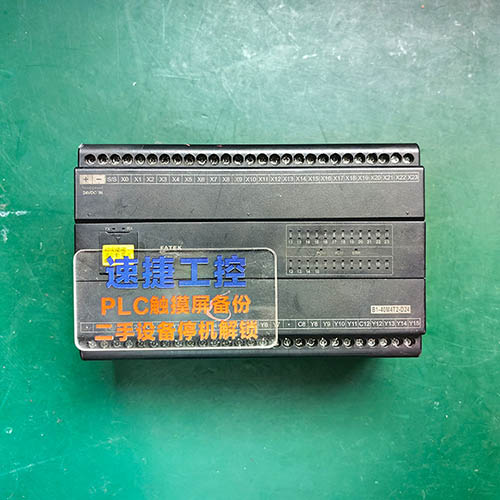 + - S/S X0 X1 X2 X3 X4 X5 X6 X7 X8 X9 X10 X11 X12 X13 X14 X15 X16 X17 X18 X19 X20 X21 X22 X23
24VDC IN
FATEK
速捷工控
PLC触摸屏备份
B1-40M4T2-D24
二手设备停机解锁
Y6 Y7 • C8 Y8 Y9 Y10 Y11 C12 Y12 Y13 Y14 Y15